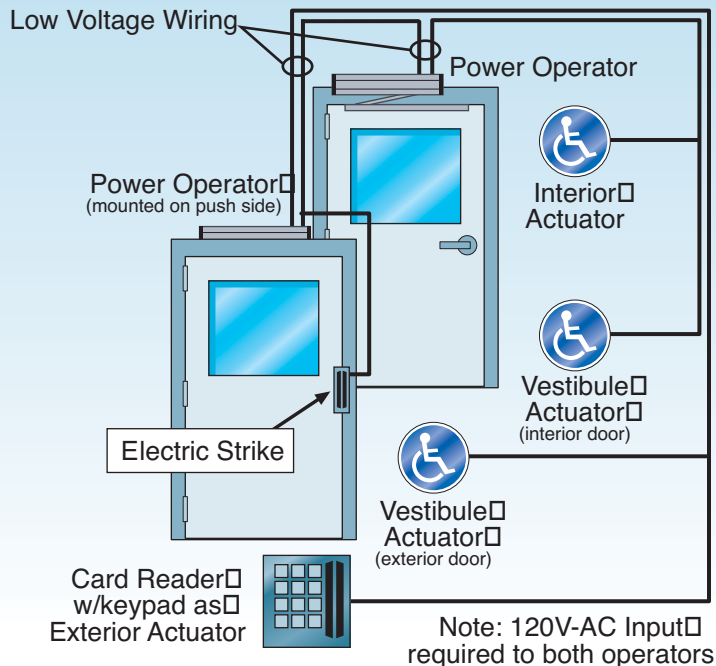 Low Voltage Wiring
Power Operator
Power Operator
(mounted on push side)
Interior
Actuator
Vestibule
Actuator
(interior door)
Electric Strike
Vestibule
Actuator
(exterior door)
Card Reader
w/keypad as
Exterior Actuator
Note: 120V-AC Input
required to both operators